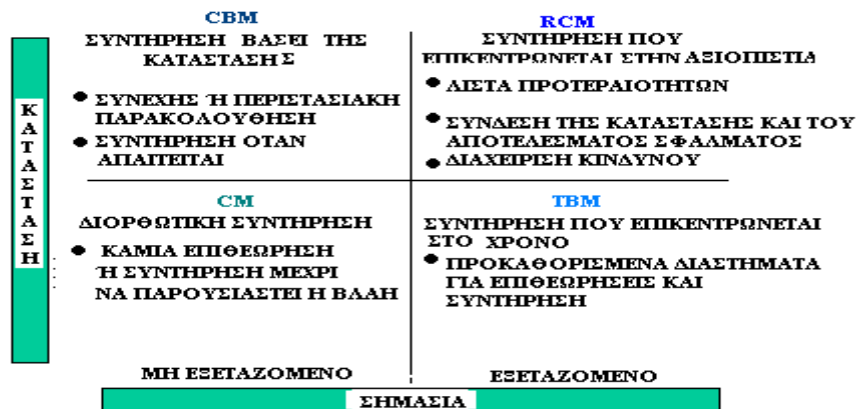 CBM
ΣΥΝΤΗΡΗΣΗ ΒΑΣΕΙ ΤΗΣ
ΚΑΤΑΣΤΑΣΗΣ
● ΣΥΝΕΧΗΣ Ή ΠΕΡΙΣΤΑΣΙΑΚΗ
ΠΑΡΑΚΟΛΟΥΘΗΣΗ
● ΣΥΝΤΗΡΗΣΗ ΟΤΑΝ
ΑΠΑΙΤΕΙΤΑΙ
RCM
ΣΥΝΤΗΡΗΣΗ ΠΟΥ
ΕΠΙΚΕΝΤΡΩΝΕΤΑΙ ΣΤΗΝ ΑΞΙΟΠΙΣΤΙΑ
● ΛΙΣΤΑ ΠΡΟΤΕΡΑΙΟΤΗΤΩΝ
● ΣΥΝΔΕΣΗ ΤΗΣ ΚΑΤΑΣΤΑΣΗΣ ΚΑΙ ΤΟΥ
ΑΠΟΤΕΛΕΣΜΑΤΟΣ ΣΦΑΛΜΑΤΟΣ
● ΔΙΑΧΕΙΡΙΣΗ ΚΙΝΔΥΝΟΥ
ΚΑΤΑΣΤΑΣΗ
CM
ΔΙΟΡΘΩΤΙΚΗ ΣΥΝΤΗΡΗΣΗ
● ΚΑΜΙΑ ΕΠΙΘΕΩΡΗΣΗ
Ή ΣΥΝΤΗΡΗΣΗ ΜΕΧΡΙ
ΝΑ ΠΑΡΟΥΣΙΑΣΤΕΙ Η ΒΛΑΗ
TBM
ΣΥΝΤΗΡΗΣΗ ΠΟΥ ΕΠΙΚΕΝΤΡΩΝΕΤΑΙ
ΣΤΟ ΧΡΟΝΟ
● ΠΡΟΚΑΘΟΡΙΣΜΕΝΑ ΔΙΑΣΤΗΜΑΤΑ
ΓΙΑ ΕΠΙΘΕΩΡΗΣΕΙΣ ΚΑΙ
ΣΥΝΤΗΡΗΣΗ
ΜΗ ΕΞΕΤΑΖΟΜΕΝΟ
ΕΞΕΤΑΖΟΜΕΝΟ
ΣΗΜΑΣΙΑ